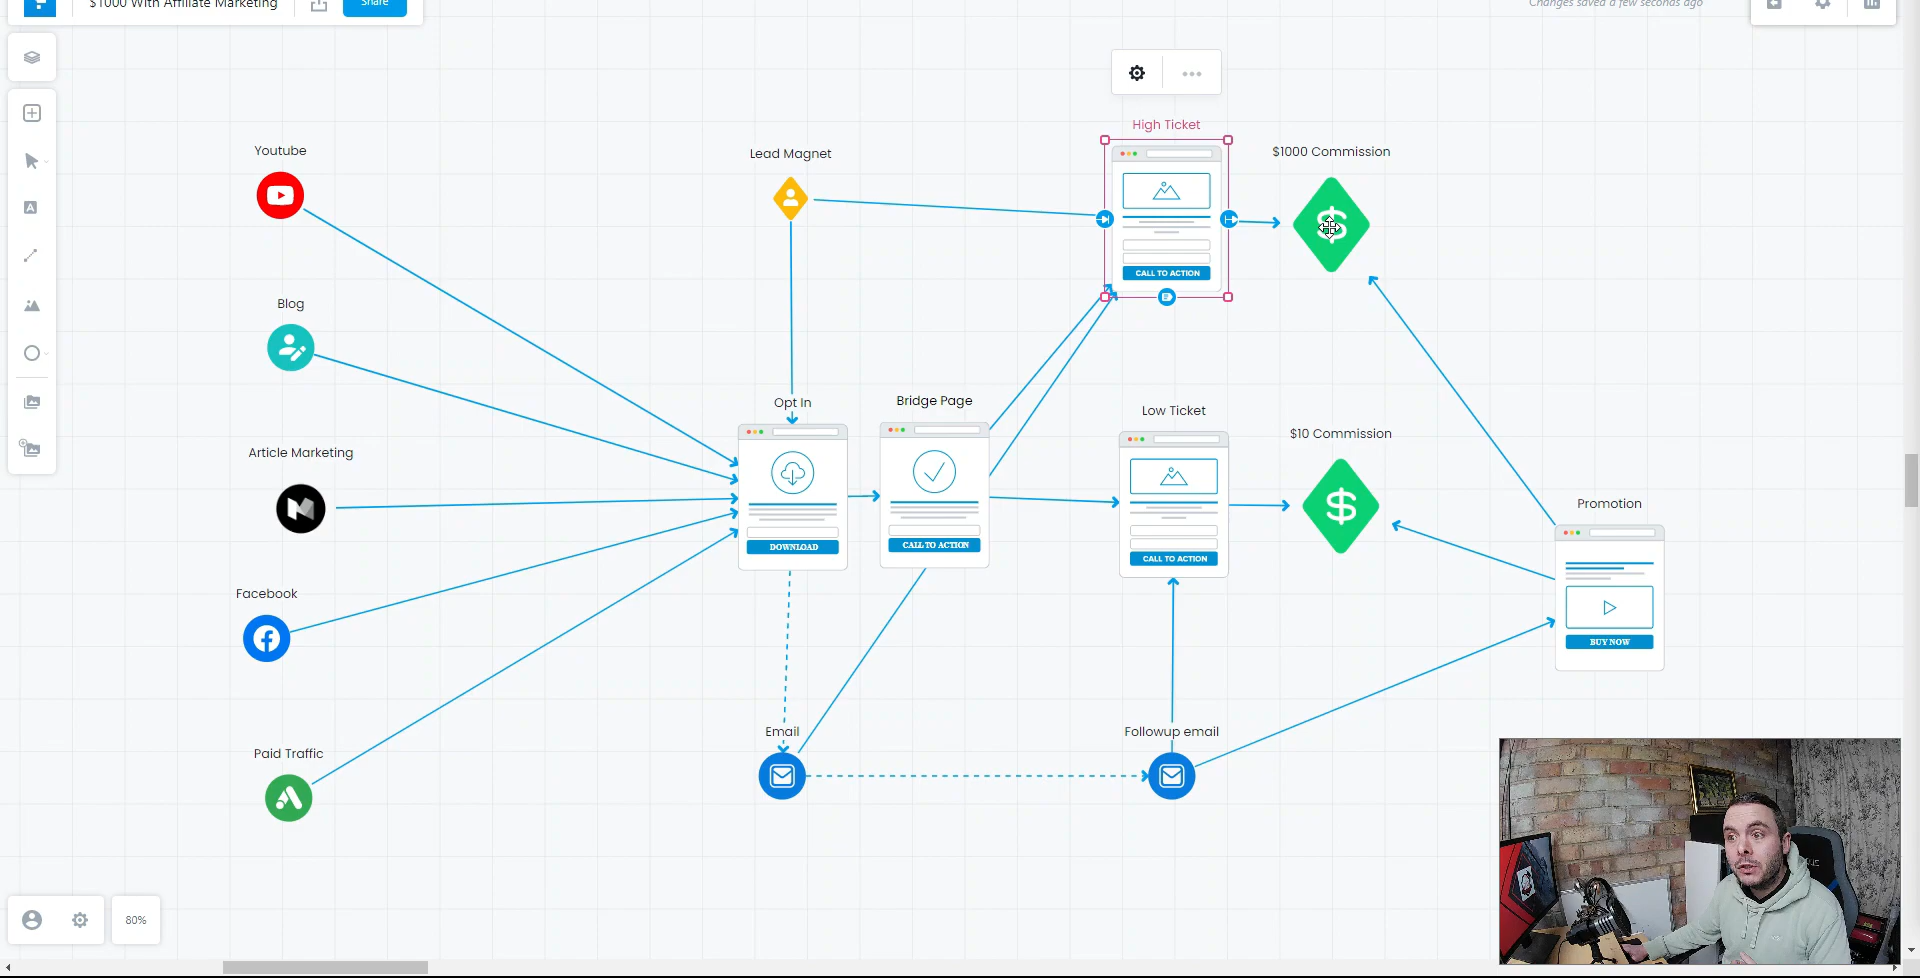 $1000 With Affiliate Marketing
Share
Changes saved a few seconds ago
High Ticket
Youtube
Lead Magnet
$1000 Commission
CALL TO ACTION
Blog
Opt In
Bridge Page
Low Ticket
$10 Commission
Article Marketing
Promotion
DOWNLOAD
CALL TO ACTION
CALL TO ACTION
Facebook
BUY NOW
Email
Followup email
Paid Traffic
80%